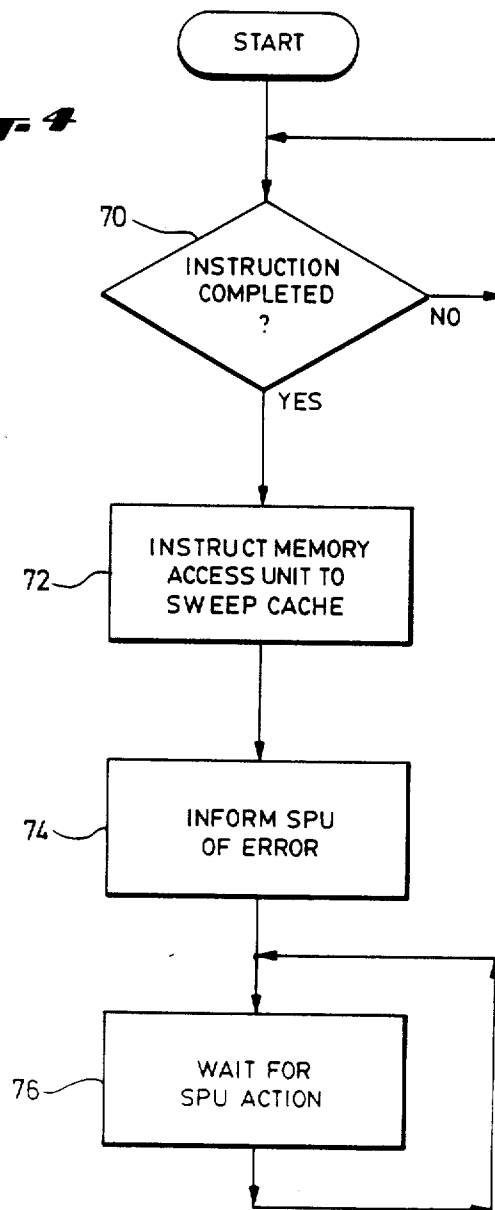 START
4
70
INSTRUCTION
COMPLETED
?
NO
YES
72
INSTRUCT MEMORY
ACCESS UNIT TO
SWEEP CACHE
74
INFORM SPU
OF ERROR
76
WAIT FOR
SPU ACTION